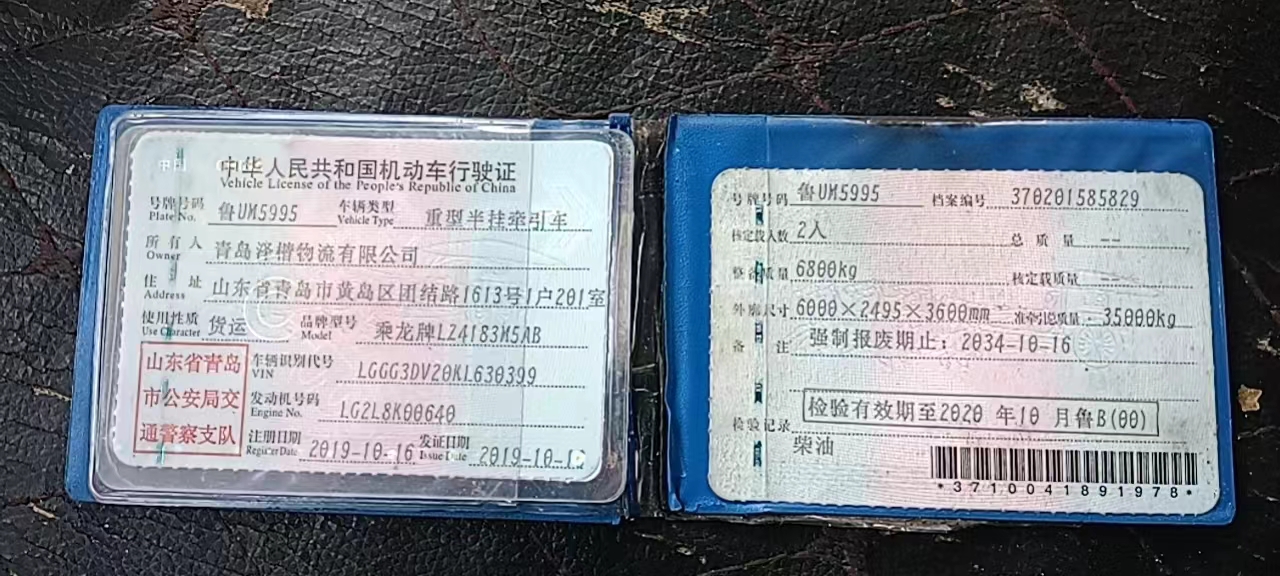 中华人民共和国机动车行驶证
Vehicle License of the People's Republic of China
号牌号码 鲁UM5995 车辆类型 重型半挂牵引车
Plate No. Vehicle Type
所有人 青岛泽楷物流有限公司
Owner
住址 山东省青岛市黄岛区团结路1613号1户201室
Address
使用性质 货运 品牌型号 乘龙牌LZ4183M5AB
Use Character Model
山东省青岛
市公安局交
通警察支队
车辆识别代号 LGGG3DV20KL630399
VIN
发动机号码 LG2L8K00640
Engine No.
注册日期 2019-10-16 发证日期 2019-10-
Register Date Issue Date
号牌号码 鲁UM5995 档案编号 370201585829
核定载人数 2人 总质量 --
整备质量 6800kg 核定载质量
外廓尺寸 6000×2495×3600mm 准牵引总质量 35000kg
备注 强制报废期止：2034-10-16
检验有效期至2020 年10 月鲁B(00)
检验记录
柴油
*3710041891978*